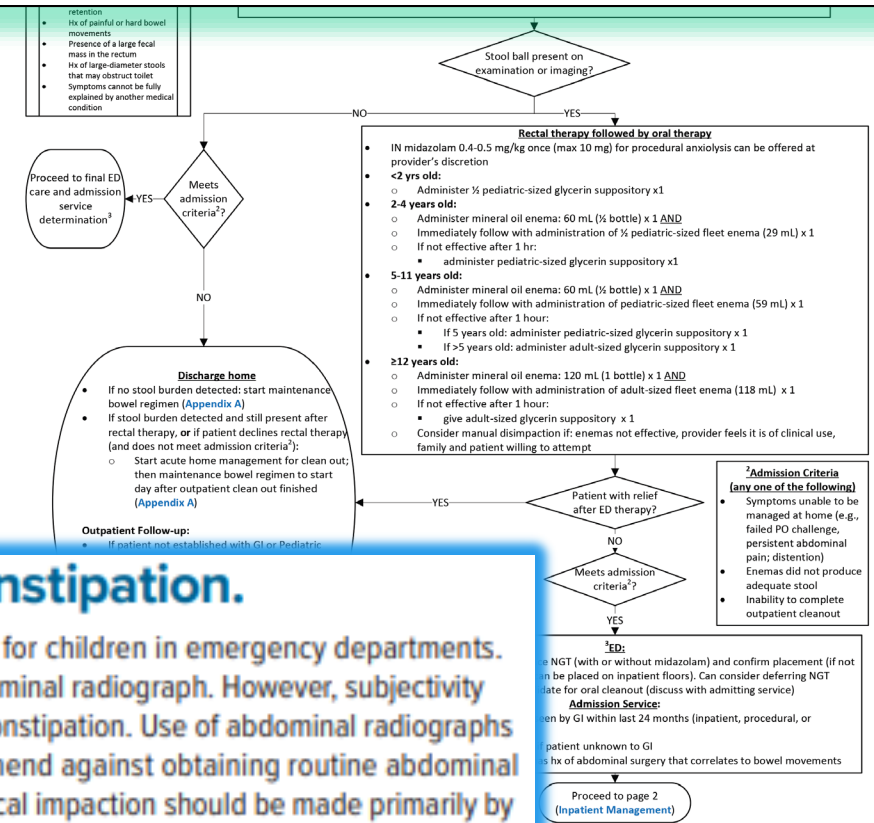 retention
• Hx of painful or hard bowel
movements
• Presence of a large fecal
mass in the rectum
• Hx of large-diameter stools
that may obstruct toilet
• Symptoms cannot be fully
explained by another medical
condition
Stool ball present on
examination or imaging?
NO
YES
Proceed to final ED
care and admission
service
determination³
YES
Meets
admission
criteria²?
NO
Rectal therapy followed by oral therapy
• IN midazolam 0.4-0.5 mg/kg once (max 10 mg) for procedural anxiolysis can be offered at
provider's discretion
• <2 yrs old:
o Administer ½ pediatric-sized glycerin suppository x1
• 2-4 years old:
o Administer mineral oil enema: 60 mL (½ bottle) x 1 AND
o Immediately follow with administration of ½ pediatric-sized fleet enema (29 mL) x 1
o If not effective after 1 hr:
▪ administer pediatric-sized glycerin suppository x1
• 5-11 years old:
o Administer mineral oil enema: 60 mL (½ bottle) x 1 AND
o Immediately follow with administration of pediatric-sized fleet enema (59 mL) x 1
o If not effective after 1 hour:
▪ If 5 years old: administer pediatric-sized glycerin suppository x 1
▪ If >5 years old: administer adult-sized glycerin suppository x 1
• ≥12 years old:
o Administer mineral oil enema: 120 mL (1 bottle) x 1 AND
o Immediately follow with administration of adult-sized fleet enema (118 mL) x 1
o If not effective after 1 hour:
▪ give adult-sized glycerin suppository x 1
o Consider manual disimpaction if: enemas not effective, provider feels it is of clinical use,
family and patient willing to attempt
Discharge home
• If no stool burden detected: start maintenance
bowel regimen (Appendix A)
• If stool burden detected and still present after
rectal therapy, or if patient declines rectal therapy
(and does not meet admission criteria²):
o Start acute home management for clean out;
then maintenance bowel regimen to start
day after outpatient clean out finished
(Appendix A)
Outpatient Follow-up:
• If patient not established with GI or Pediatric
YES
Patient with relief
after ED therapy?
NO
Meets admission
criteria²?
YES
²Admission Criteria
(any one of the following)
• Symptoms unable to be
managed at home (e.g.,
failed PO challenge,
persistent abdominal
pain; distention)
• Enemas did not produce
adequate stool
• Inability to complete
outpatient cleanout
³ED:
NGT (with or without midazolam) and confirm placement (if not
an be placed on inpatient floors). Can consider deferring NGT
date for oral cleanout (discuss with admitting service)
Admission Service:
een by GI within last 24 months (inpatient, procedural, or
patient unknown to GI
hx of abdominal surgery that correlates to bowel movements
Proceed to page 2
(Inpatient Management)
nstipation.
for children in emergency departments.
minal radiograph. However, subjectivity
onstipation. Use of abdominal radiographs
mend against obtaining routine abdominal
cal impaction should be made primarily by